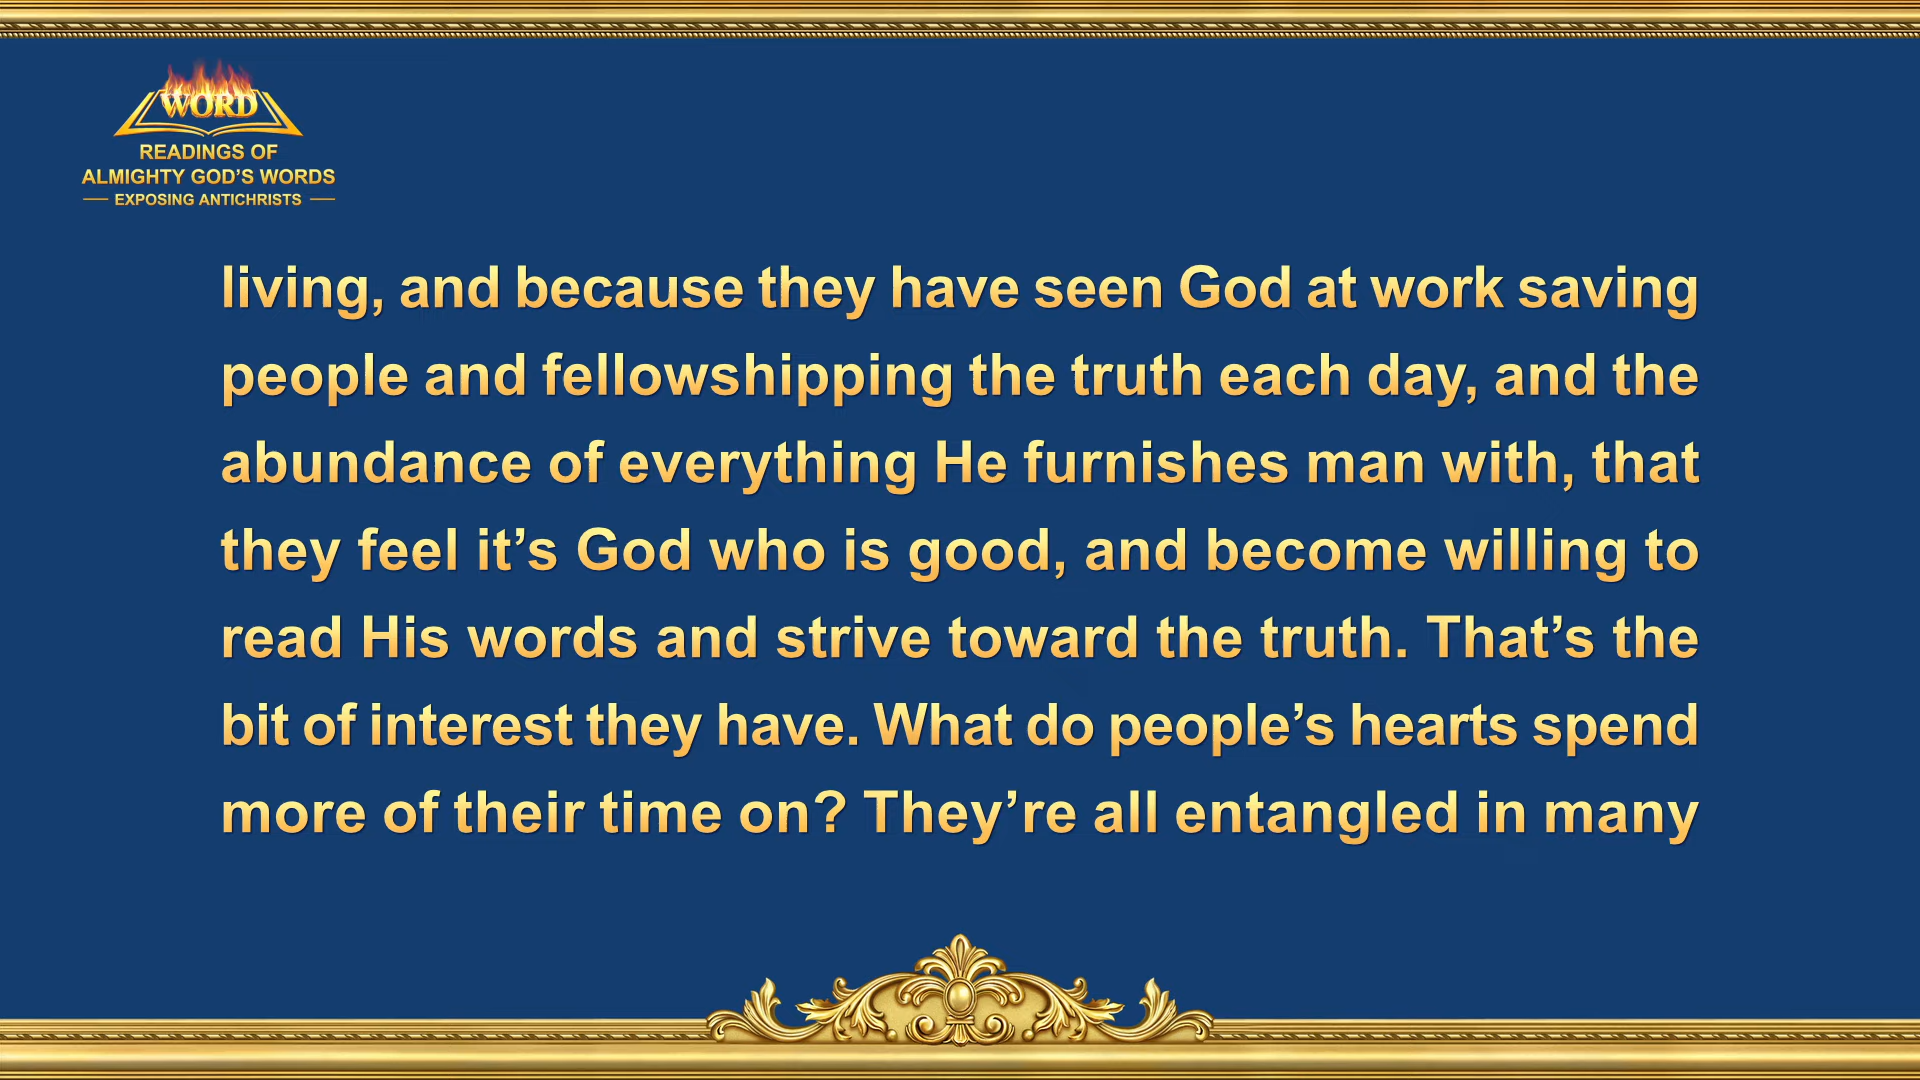 WORD
READINGS OF
ALMIGHTY GOD’S WORDS
EXPOSING ANTICHRISTS
living, and because they have seen God at work saving
people and fellowshipping the truth each day, and the
abundance of everything He furnishes man with, that
they feel it’s God who is good, and become willing to
read His words and strive toward the truth. That’s the
bit of interest they have. What do people’s hearts spend
more of their time on? They’re all entangled in many